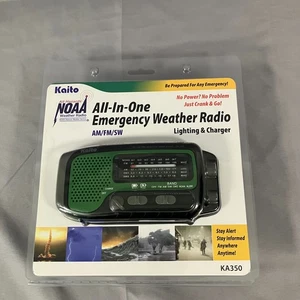 Kaito
Be Prepared For Any Emergency!
No Power? No Problem
Just Crank & Go!
NOAA
Weather Radio
All-In-One
Emergency Weather Radio
AM/FM/SW
Lighting & Charger
BAND
Stay Alert
Stay Informed
Anywhere
Anytime!
KA350